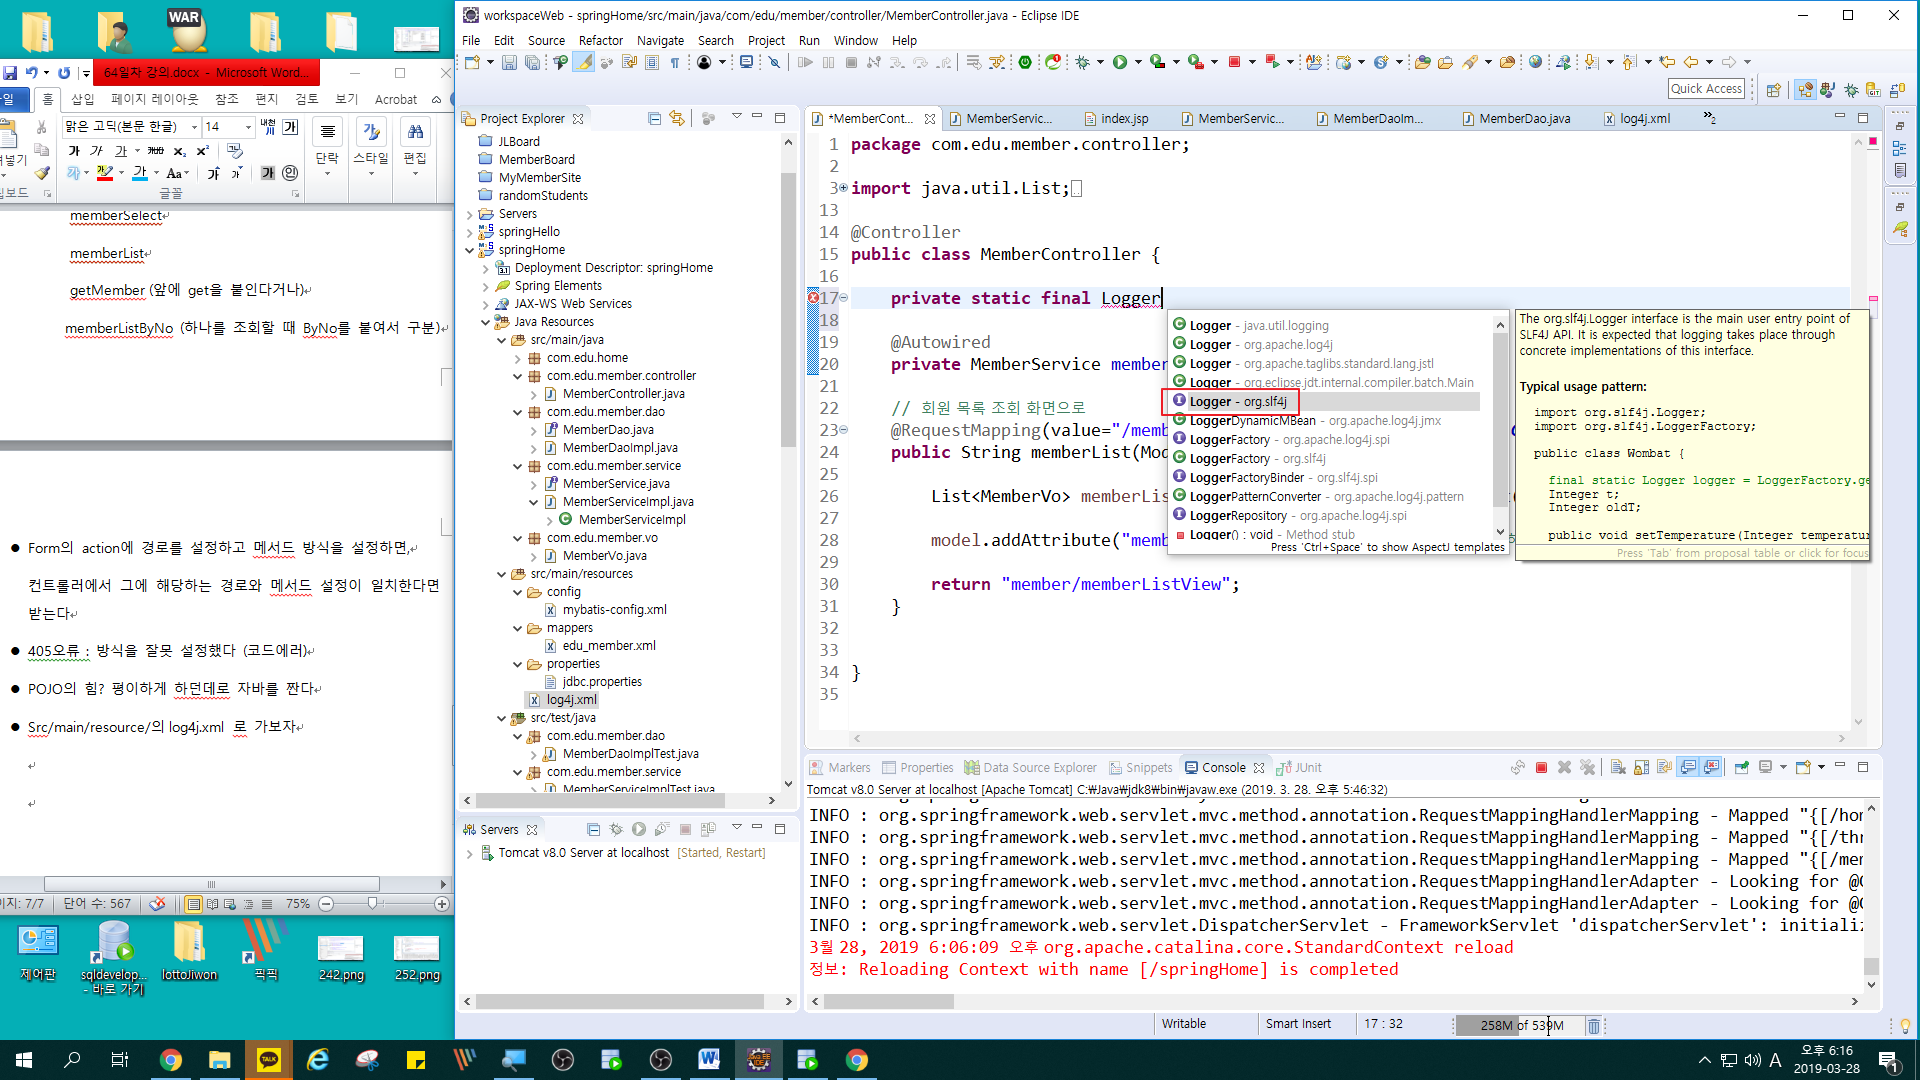 WAR
64일차 강의.docx - Microsoft Word...
홈 삽입 페이지 레이아웃 참조 편지 검토 보기 Acrobat
맑은 고딕(본문 한글) 14
단락 스타일 편집
글꼴
memberSelect
memberList
getMember (앞에 get을 붙인다거나)
memberListByNo (하나를 조회할 때 ByNo를 붙여서 구분)
● Form의 action에 경로를 설정하고 메서드 방식을 설정하면,
컨트롤러에서 그에 해당하는 경로와 메서드 설정이 일치한다면
받는다
● 405오류 : 방식을 잘못 설정했다 (코드에러)
● POJO의 힘? 평이하게 하던데로 자바를 짠다
● Src/main/resource/의 log4j.xml 로 가보자
이지: 7/7 단어 수: 567 75%
제어판 sqldevelop... - 바로 가기 lottoJiwon 픽픽 242.png 252.png
workspaceWeb - springHome/src/main/java/com/edu/member/controller/MemberController.java - Eclipse IDE
File Edit Source Refactor Navigate Search Project Run Window Help
Quick Access
Project Explorer
JLBoard
MemberBoard
MyMemberSite
randomStudents
Servers
springHello
springHome
Deployment Descriptor: springHome
Spring Elements
JAX-WS Web Services
Java Resources
src/main/java
com.edu.home
com.edu.member.controller
MemberController.java
com.edu.member.dao
MemberDao.java
MemberDaoImpl.java
com.edu.member.service
MemberService.java
MemberServiceImpl.java
MemberServiceImpl
com.edu.member.vo
MemberVo.java
src/main/resources
config
mybatis-config.xml
mappers
edu_member.xml
properties
jdbc.properties
log4j.xml
src/test/java
com.edu.member.dao
MemberDaoImplTest.java
com.edu.member.service
MemberServiceImplTest.java
Servers
Tomcat v8.0 Server at localhost [Started, Restart]
*MemberCont... MemberServic... index.jsp MemberServic... MemberDaoIm... MemberDao.java log4j.xml »2
1 package com.edu.member.controller;
2
3 import java.util.List;
13
14 @Controller
15 public class MemberController {
16
17 private static final Logger
18
19 @Autowired
20 private MemberService member
21
22 // 회원 목록 조회 화면으로
23 @RequestMapping(value="/memb
24 public String memberList(Mod
25
26 List<MemberVo> memberLis
27
28 model.addAttribute("memb
29
30 return "member/memberListView";
31 }
32
33
34 }
35
Logger - java.util.logging
Logger - org.apache.log4j
Logger - org.apache.taglibs.standard.lang.jstl
Logger - org.eclipse.jdt.internal.compiler.batch.Main
Logger - org.slf4j
LoggerDynamicMBean - org.apache.log4j.jmx
LoggerFactory - org.apache.log4j.spi
LoggerFactory - org.slf4j
LoggerFactoryBinder - org.slf4j.spi
LoggerPatternConverter - org.apache.log4j.pattern
LoggerRepository - org.apache.log4j.spi
Logger() : void - Method stub
Press 'Ctrl+Space' to show AspectJ templates
The org.slf4j.Logger interface is the main user entry point of
SLF4J API. It is expected that logging takes place through
concrete implementations of this interface.
Typical usage pattern:
import org.slf4j.Logger;
import org.slf4j.LoggerFactory;
public class Wombat {
final static Logger logger = LoggerFactory.ge
Integer t;
Integer oldT;
public void setTemperature(Integer temperatur
Press 'Tab' from proposal table or click for focus
Markers Properties Data Source Explorer Snippets Console JUnit
Tomcat v8.0 Server at localhost [Apache Tomcat] C:₩Java₩jdk8₩bin₩javaw.exe (2019. 3. 28. 오후 5:46:32)
INFO : org.springframework.web.servlet.mvc.method.annotation.RequestMappingHandlerMapping - Mapped "{[/hom
INFO : org.springframework.web.servlet.mvc.method.annotation.RequestMappingHandlerMapping - Mapped "{[/thr
INFO : org.springframework.web.servlet.mvc.method.annotation.RequestMappingHandlerMapping - Mapped "{[/mem
INFO : org.springframework.web.servlet.mvc.method.annotation.RequestMappingHandlerAdapter - Looking for @C
INFO : org.springframework.web.servlet.mvc.method.annotation.RequestMappingHandlerAdapter - Looking for @C
INFO : org.springframework.web.servlet.DispatcherServlet - FrameworkServlet 'dispatcherServlet': initializ
3월 28, 2019 6:06:09 오후 org.apache.catalina.core.StandardContext reload
정보: Reloading Context with name [/springHome] is completed
Writable Smart Insert 17 : 32 258M of 539M
TALK
A 오후 6:16
2019-03-28
1